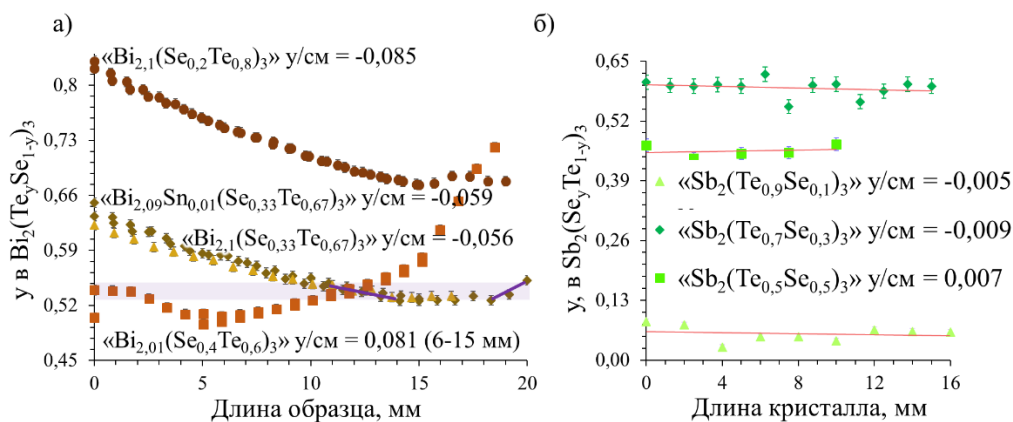 а)
у в Bi2(TeySe1-y)3
0,8
0,73
0,66
0,59
0,52
0,45
«Bi2,1(Se0,2Te0,8)3» y/см = -0,085
«Bi2,09Sn0,01(Se0,33Te0,67)3» y/см = -0,059
«Bi2,1(Se0,33Te0,67)3» y/см = -0,056
«Bi2,01(Se0,4Te0,6)3» y/см = 0,081 (6-15 мм)
0 5 10 15 20
Длина образца, мм
б)
у, в Sb2(SeyTe1-y)3
0,65
0,52
0,39
0,26
0,13
0,00
«Sb2(Te0,9Se0,1)3» y/см = -0,005
«Sb2(Te0,7Se0,3)3» y/см = -0,009
«Sb2(Te0,5Se0,5)3» y/см = 0,007
0 4 8 12 16
Длина кристалла, мм